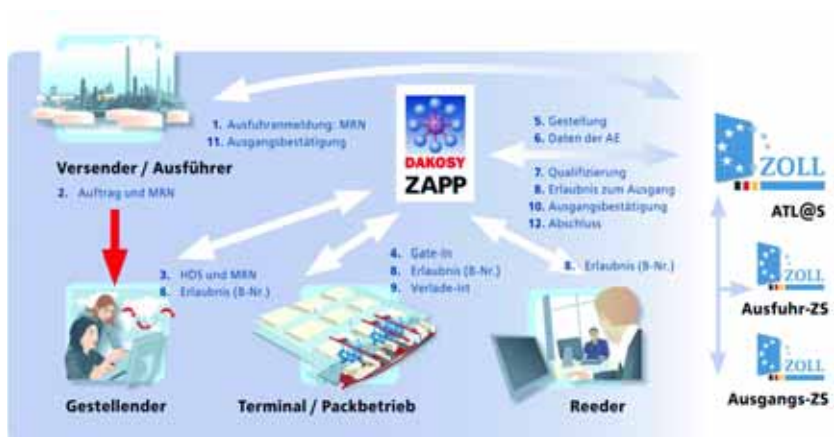 1. Ausfuhranmeldung: MRN
11. Ausgangsbestätigung
Versender / Ausführer
2. Auftrag und MRN
DAKOSY
ZAPP
5. Gestellung
6. Daten der AE
7. Qualifizierung
8. Erlaubnis zum Ausgang
10. Ausgangsbestätigung
12. Abschluss
ZOLL
ATL@S
3. HDS und MRN
8. Erlaubnis (B-Nr.)
4. Gate-In
8. Erlaubnis (B-Nr.)
9. Verlade-Ist
8. Erlaubnis (B-Nr.)
ZOLL
Ausfuhr-ZS
ZOLL
Ausgangs-ZS
Gestellender
Terminal / Packbetrieb
Reeder